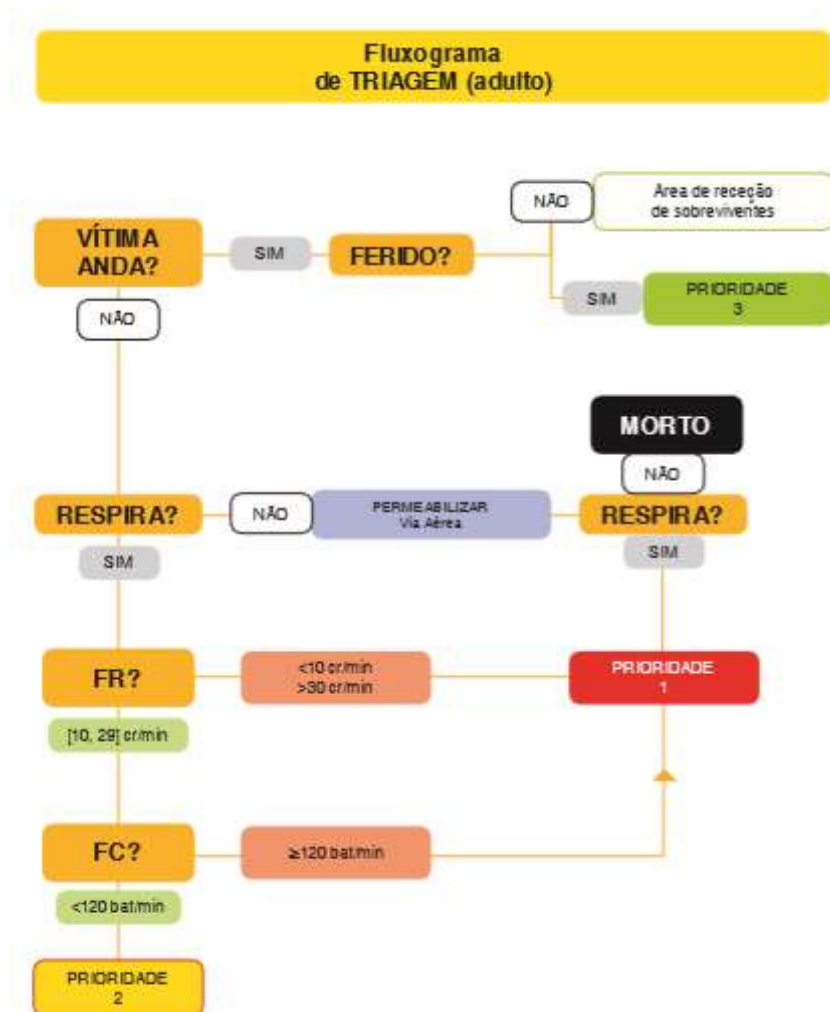 Fluxograma
de TRIAGEM (adulto)
NÃO
Área de receção
de sobreviventes
VÍTIMA
ANDA?
SIM
FERIDO?
SIM
PRIORIDADE
3
NÃO
MORTO
NÃO
RESPIRA?
NÃO
PERMEABILIZAR
Via Aérea
RESPIRA?
SIM
SIM
FR?
<10 cr/min
>30 cr/min
PRIORIDADE
1
[10, 29] cr/min
FC?
≥120 bat/min
<120 bat/min
PRIORIDADE
2